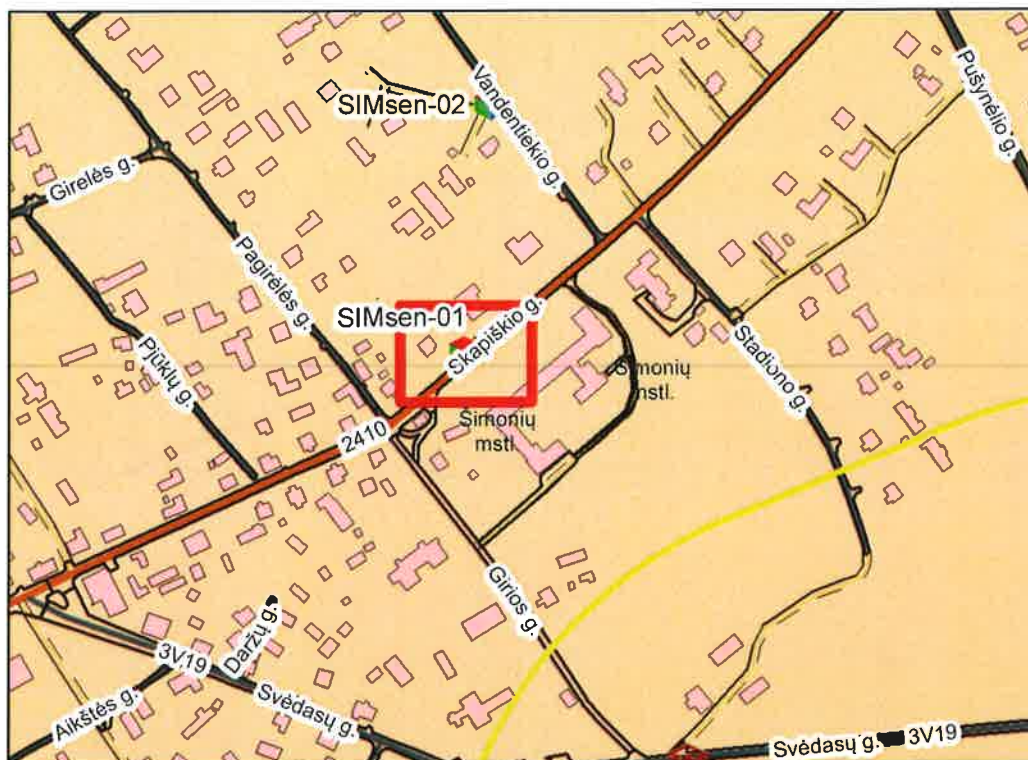 SIMsen-02
Vandentiekio g.
Pušynėlio g.
Girelės g.
Pagirėlės g.
SIMsen-01
Skapiškio g.
Pjūklų g.
Šimonių
mstl.
Stadiono g.
Šimonių
mstl.
2410
Girios g.
Daržų g.
3V19
Aikštės g.
Svėdasų g.
Svėdasų g.
3V19